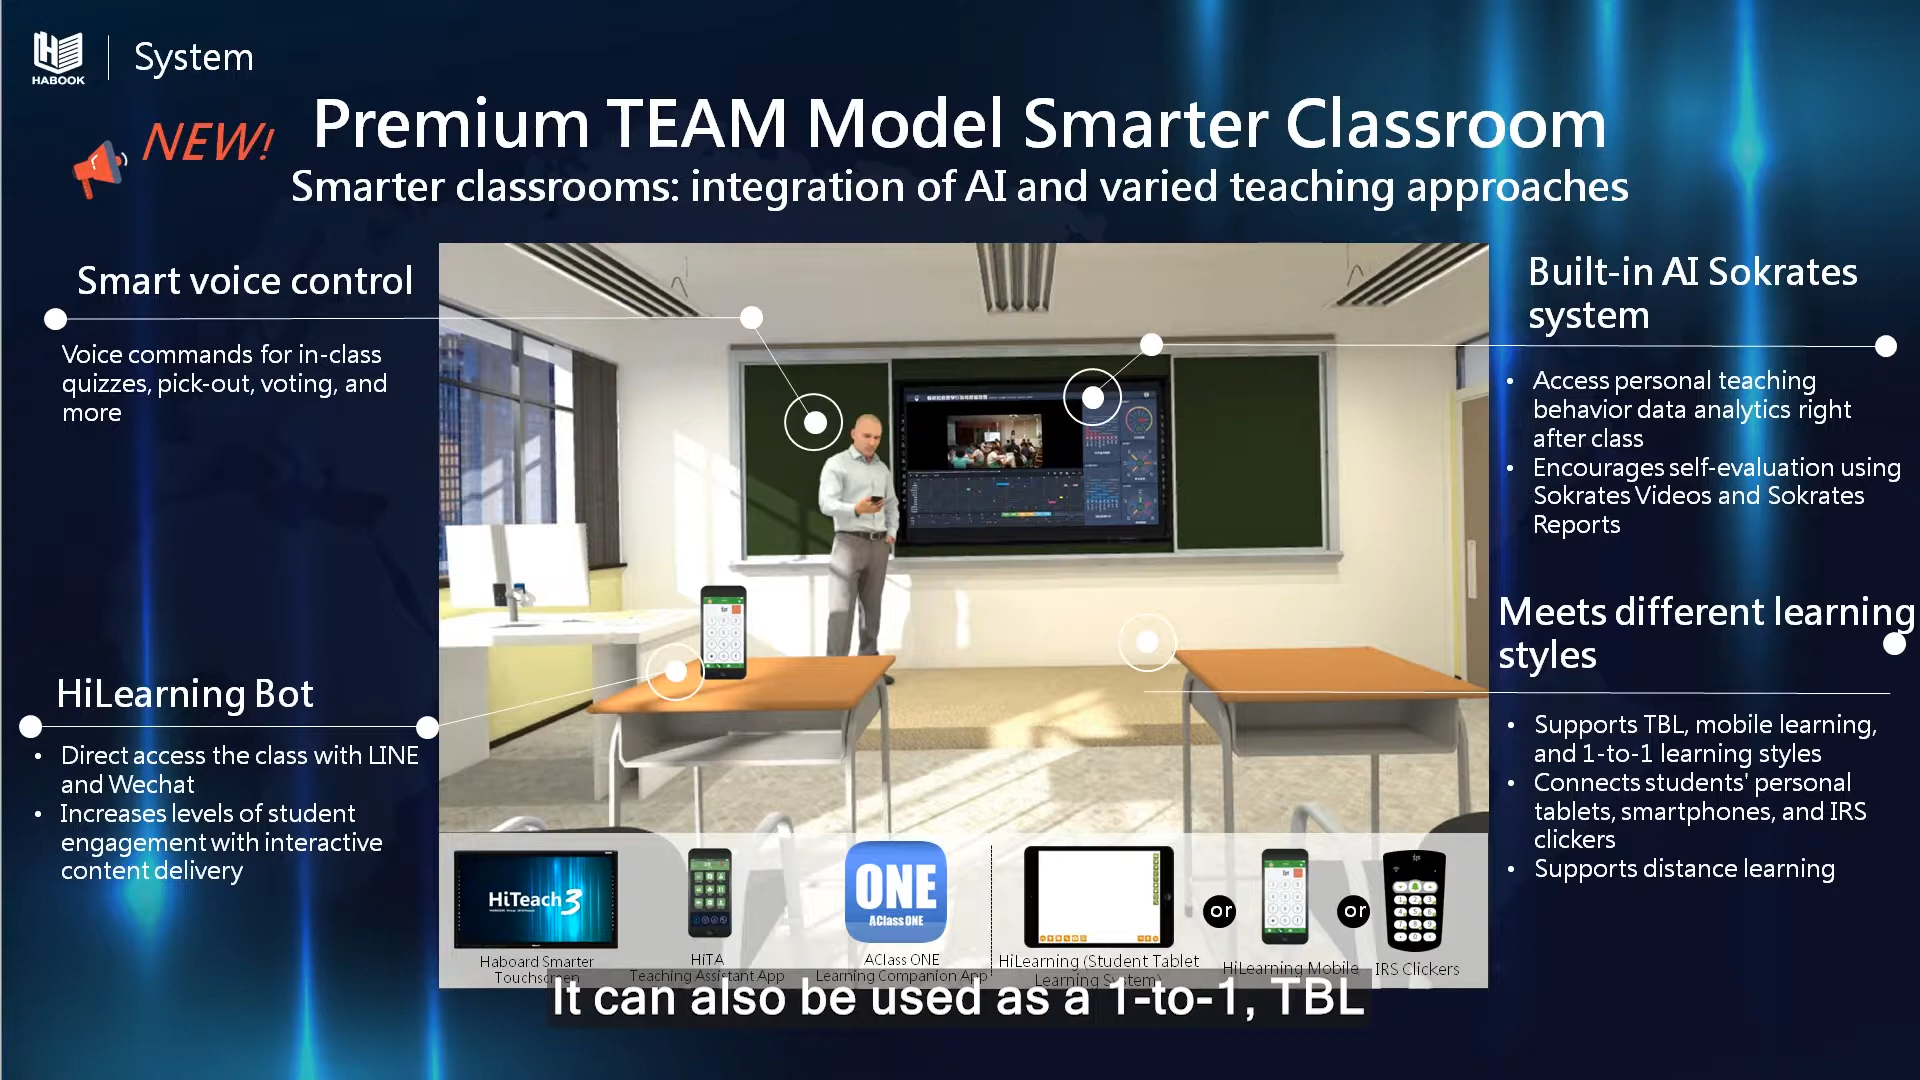 HABOOK
System
NEW!
Premium TEAM Model Smarter Classroom
Smarter classrooms: integration of AI and varied teaching approaches
Smart voice control
Voice commands for in-class
quizzes, pick-out, voting, and
more
HiLearning Bot
• Direct access the class with LINE
and Wechat
• Increases levels of student
engagement with interactive
content delivery
Built-in AI Sokrates
system
• Access personal teaching
behavior data analytics right
after class
• Encourages self-evaluation using
Sokrates Videos and Sokrates
Reports
Meets different learning
styles
• Supports TBL, mobile learning,
and 1-to-1 learning styles
• Connects students' personal
tablets, smartphones, and IRS
clickers
• Supports distance learning
HiTeach 3
Haboard Smarter
Touchscreen
HiTA
Teaching Assistant App
ONE
AClassONE
AClass ONE
Learning Companion App
HiLearning (Student Tablet
Learning System)
or
HiLearning Mobile
or
IRS Clickers
It can also be used as a 1-to-1, TBL